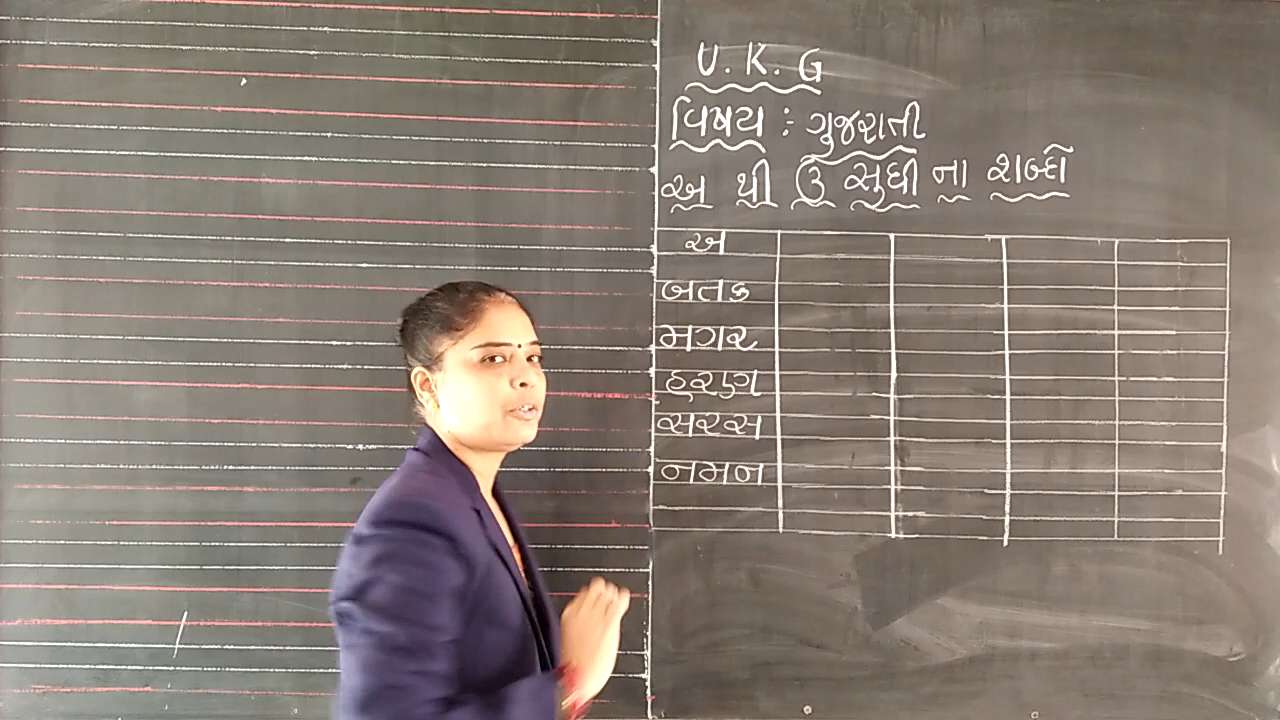 U. K. G
વિષય : ગુજરાતી
અ થી ઉ સુધી ના શબ્દો
અ
બતક
મગર
હરણ
સરસ
નમન